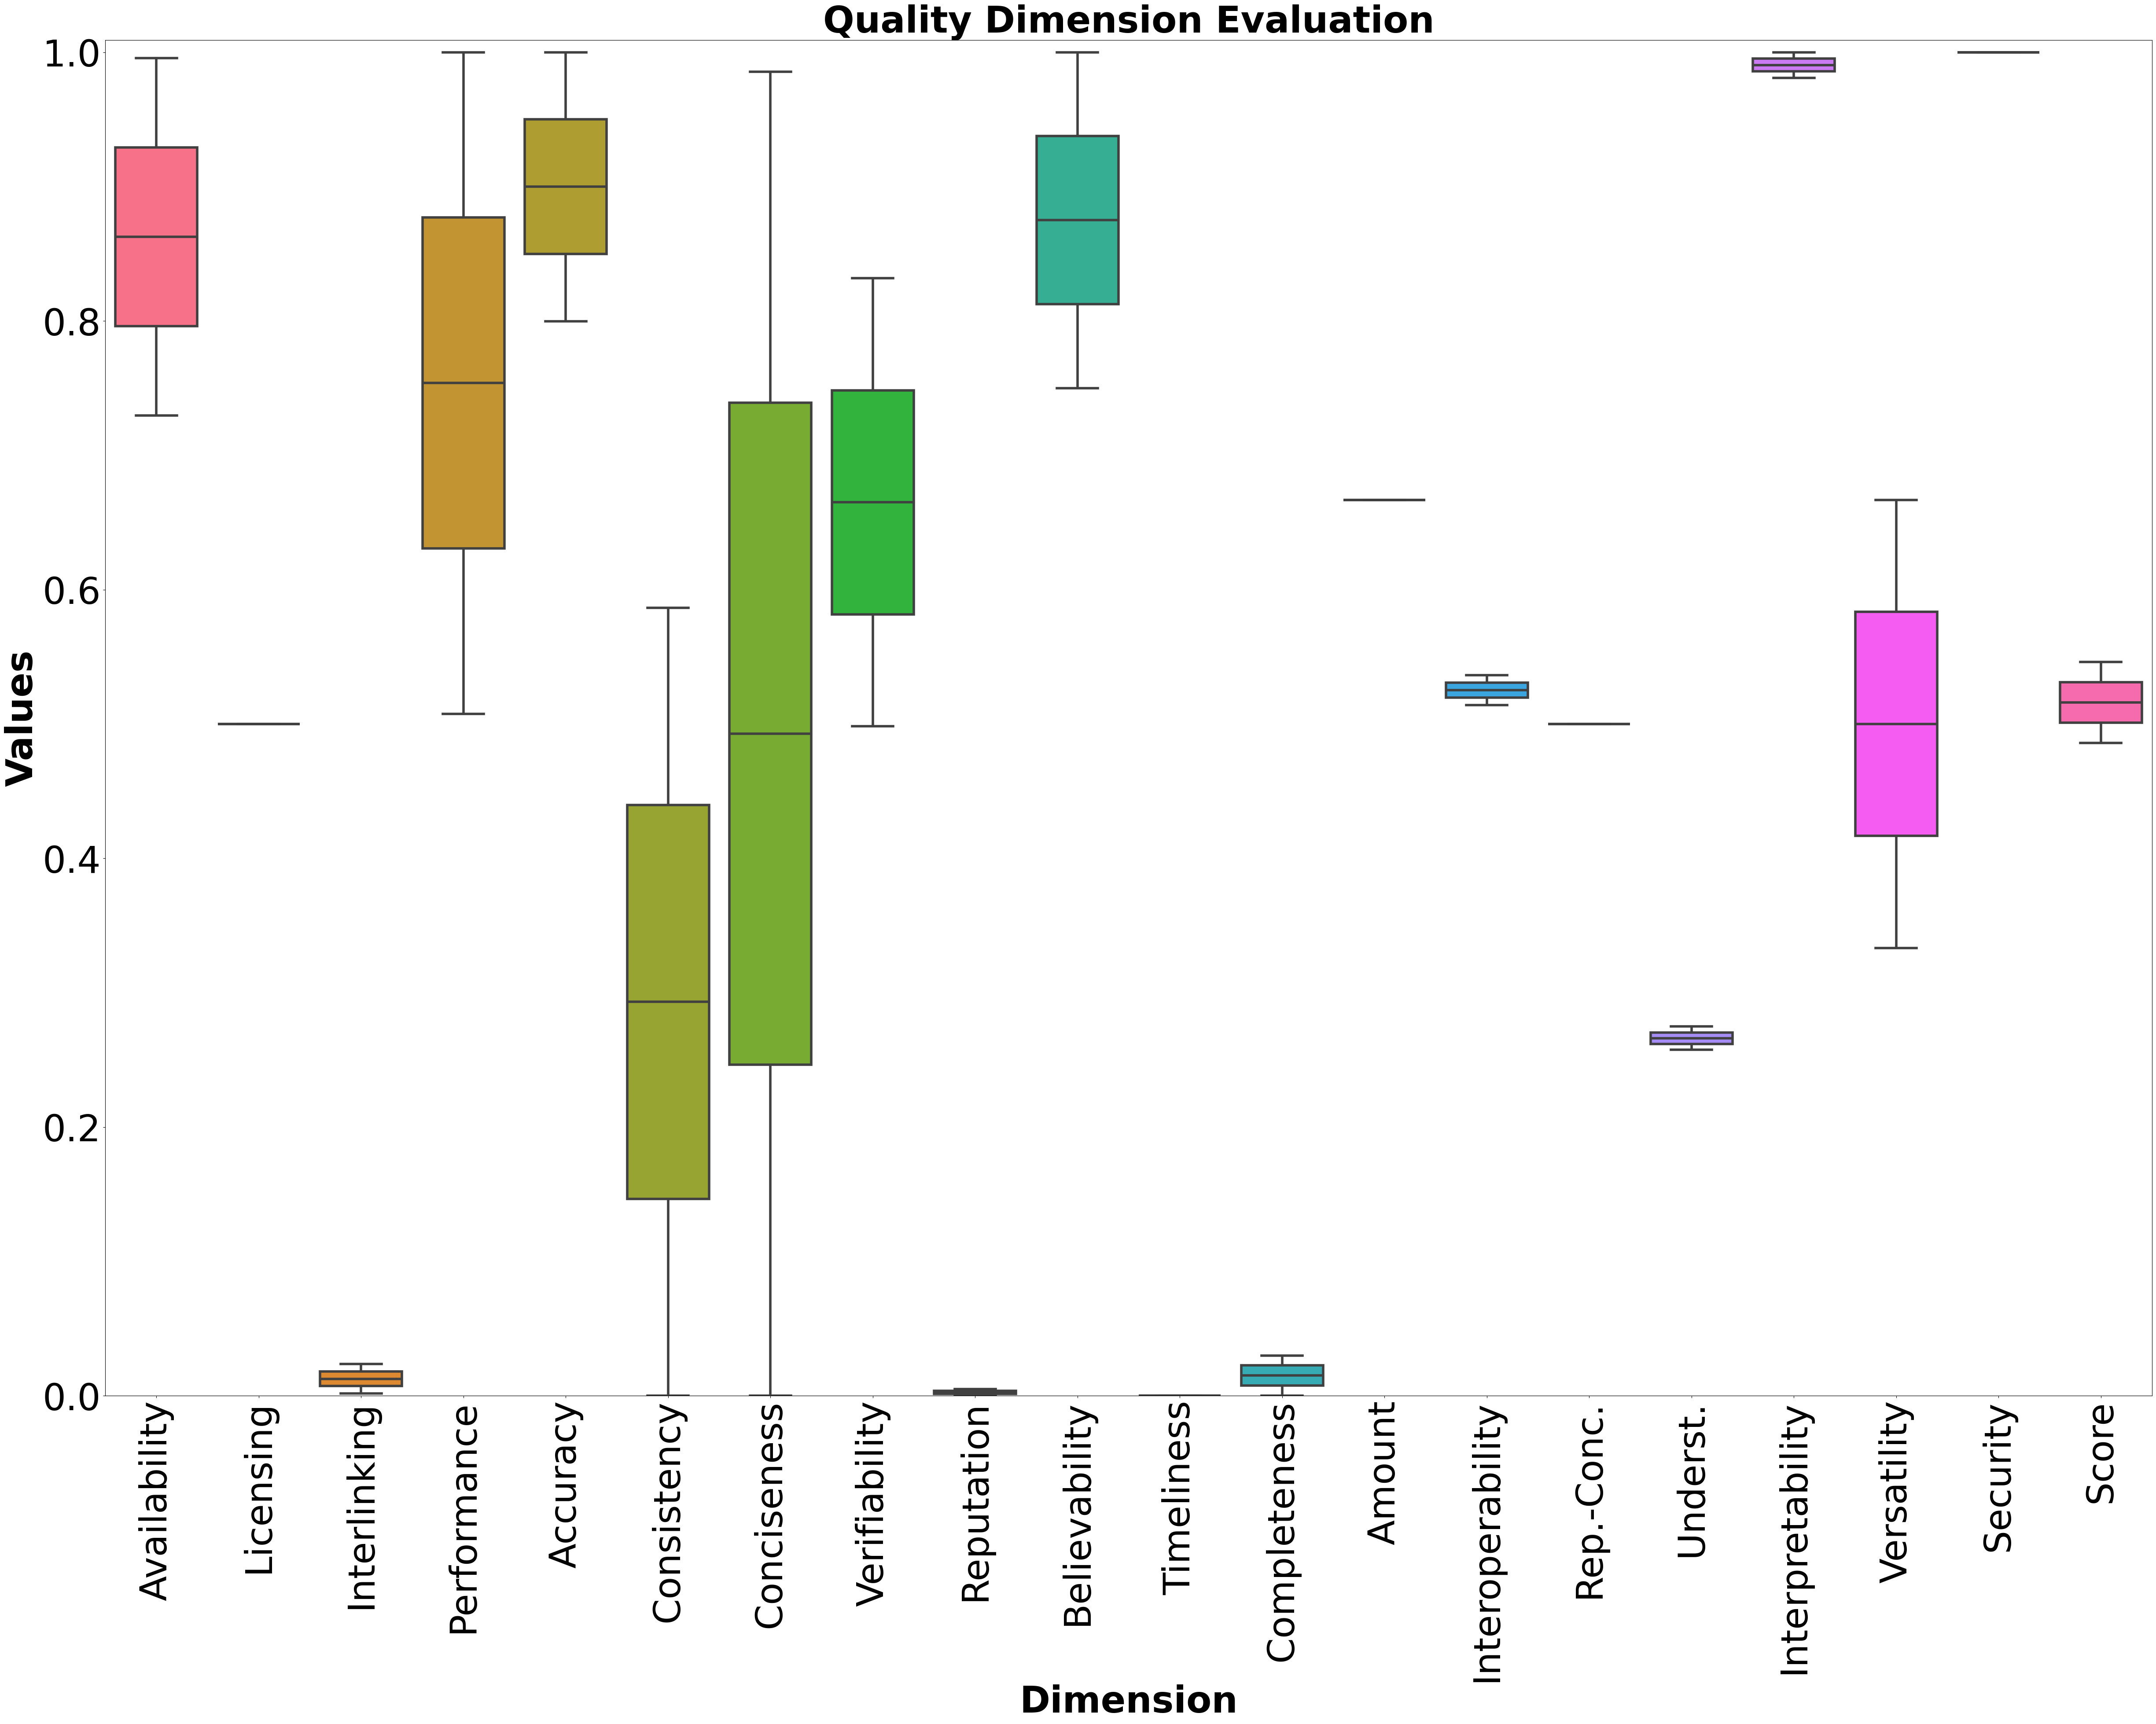 Quality Dimension Evaluation
Values
1.0
0.8
0.6
0.4
0.2
0.0
Availability
Licensing
Interlinking
Performance
Accuracy
Consistency
Conciseness
Verifiability
Reputation
Believability
Timeliness
Completeness
Amount
Interoperability
Rep.-Conc.
Underst.
Interpretability
Versatility
Security
Score
Dimension